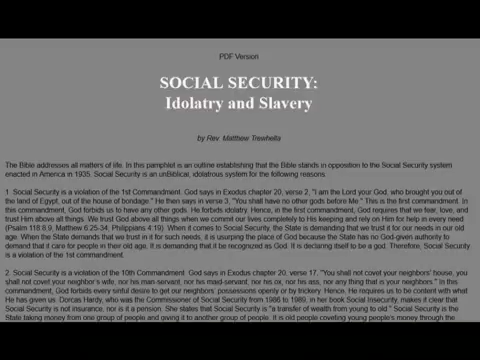 PDF Version
SOCIAL SECURITY:
Idolatry and Slavery
by Rev. Matthew Trewhella
The Bible addresses all matters of life. In this pamphlet is an outline establishing that the Bible stands in opposition to the Social Security system
enacted in America in 1935. Social Security is an unBiblical, idolatrous system for the following reasons.
1. Social Security is a violation of the 1st Commandment. God says in Exodus chapter 20, verse 2, "I am the Lord your God, who brought you out of
the land of Egypt, out of the house of bondage." He then says in verse 3, "You shall have no other gods before Me." This is the first commandment. In
this commandment, God forbids us to have any other gods. He forbids idolatry. Hence, in the first commandment, God requires that we fear, love, and
trust Him above all things. We trust God above all things when we commit our lives completely to His keeping and rely on Him for help in every need
(Psalm 118:8,9; Matthew 6:25-34; Philippians 4:19). When it comes to Social Security, the State is demanding that we trust it for our needs in our old
age. When the State demands that we trust in it for such needs, it is usurping the place of God because the State has no God-given authority to
demand that it care for people in their old age. It is demanding that it be recognized as God. It is declaring itself to be a god. Therefore, Social Security
is a violation of the 1st commandment.
2. Social Security is a violation of the 10th Commandment. God says in Exodus chapter 20, verse 17, "You shall not covet your neighbors' house, you
shall not covet your neighbor's wife, nor his man-servant, nor his maid-servant, nor his ox, nor his ass, nor any thing that is your neighbors." In this
commandment, God forbids every sinful desire to get our neighbors' possessions openly or by trickery. Hence, He requires us to be content with what
He has given us. Dorcas Hardy, who was the Commissioner of Social Security from 1986 to 1989, in her book Social Insecurity, makes it clear that
Social Security is not insurance, nor is it a pension. She states that Social Security is "a transfer of wealth from young to old." Social Security is the
State taking money from one group of people and giving it to another group of people. It is old people coveting young people's money through the